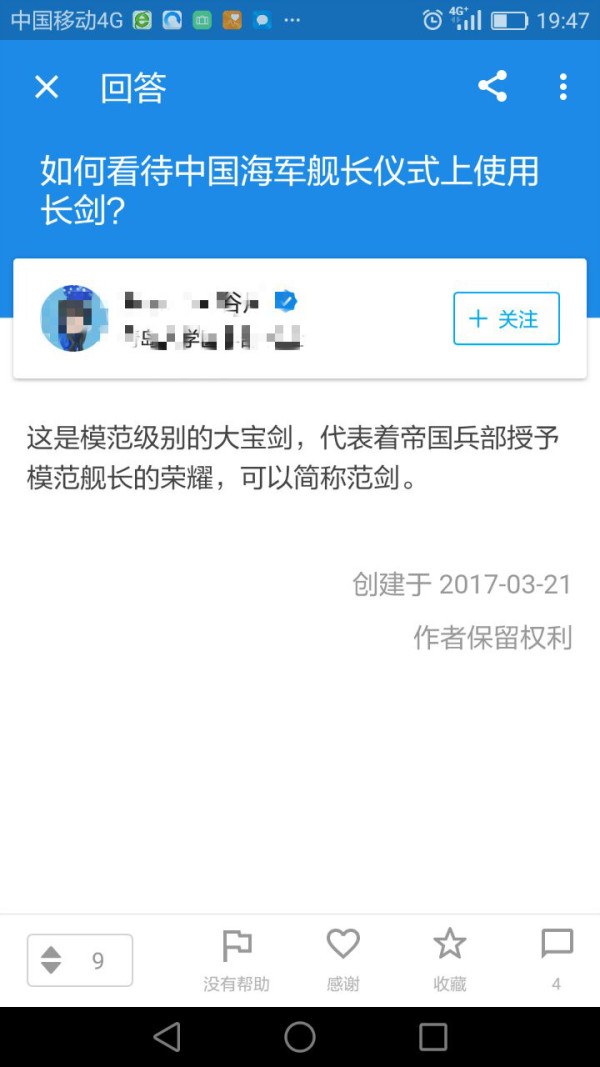 中国移动4G
4G+
19:47
回答
如何看待中国海军舰长仪式上使用
长剑?
+ 关注
这是模范级别的大宝剑，代表着帝国兵部授予
模范舰长的荣耀，可以简称范剑。
创建于 2017-03-21
作者保留权利
9
没有帮助
感谢
收藏
4